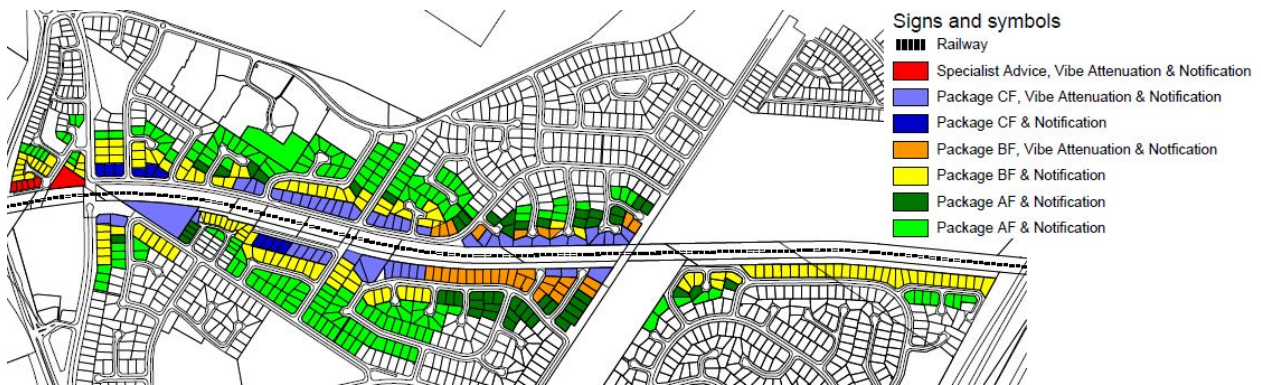 Signs and symbols
Railway
Specialist Advice, Vibe Attenuation & Notification
Package CF, Vibe Attenuation & Notification
Package CF & Notification
Package BF, Vibe Attenuation & Notfication
Package BF & Notification
Package AF & Notification
Package AF & Notification